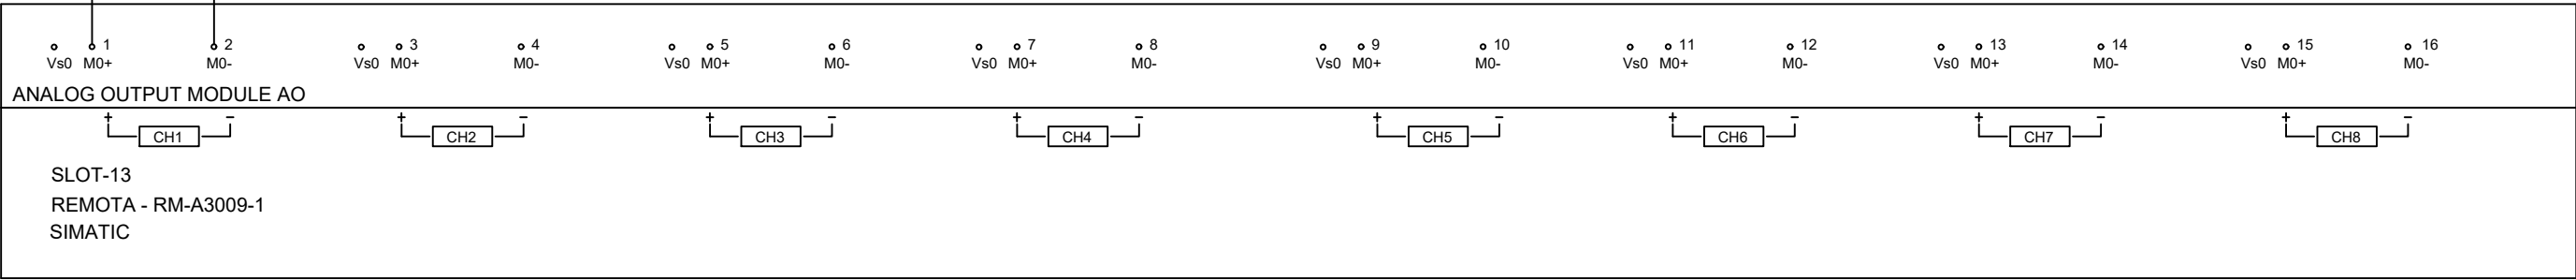 1 2 3 4 5 6 7 8 9 10 11 12 13 14 15 16
Vs0 M0+ M0- Vs0 M0+ M0- Vs0 M0+ M0- Vs0 M0+ M0- Vs0 M0+ M0- Vs0 M0+ M0- Vs0 M0+ M0- Vs0 M0+ M0-
ANALOG OUTPUT MODULE AO
+ - + - + - + - + - + - + - + -
CH1 CH2 CH3 CH4 CH5 CH6 CH7 CH8
SLOT-13
REMOTA - RM-A3009-1
SIMATIC